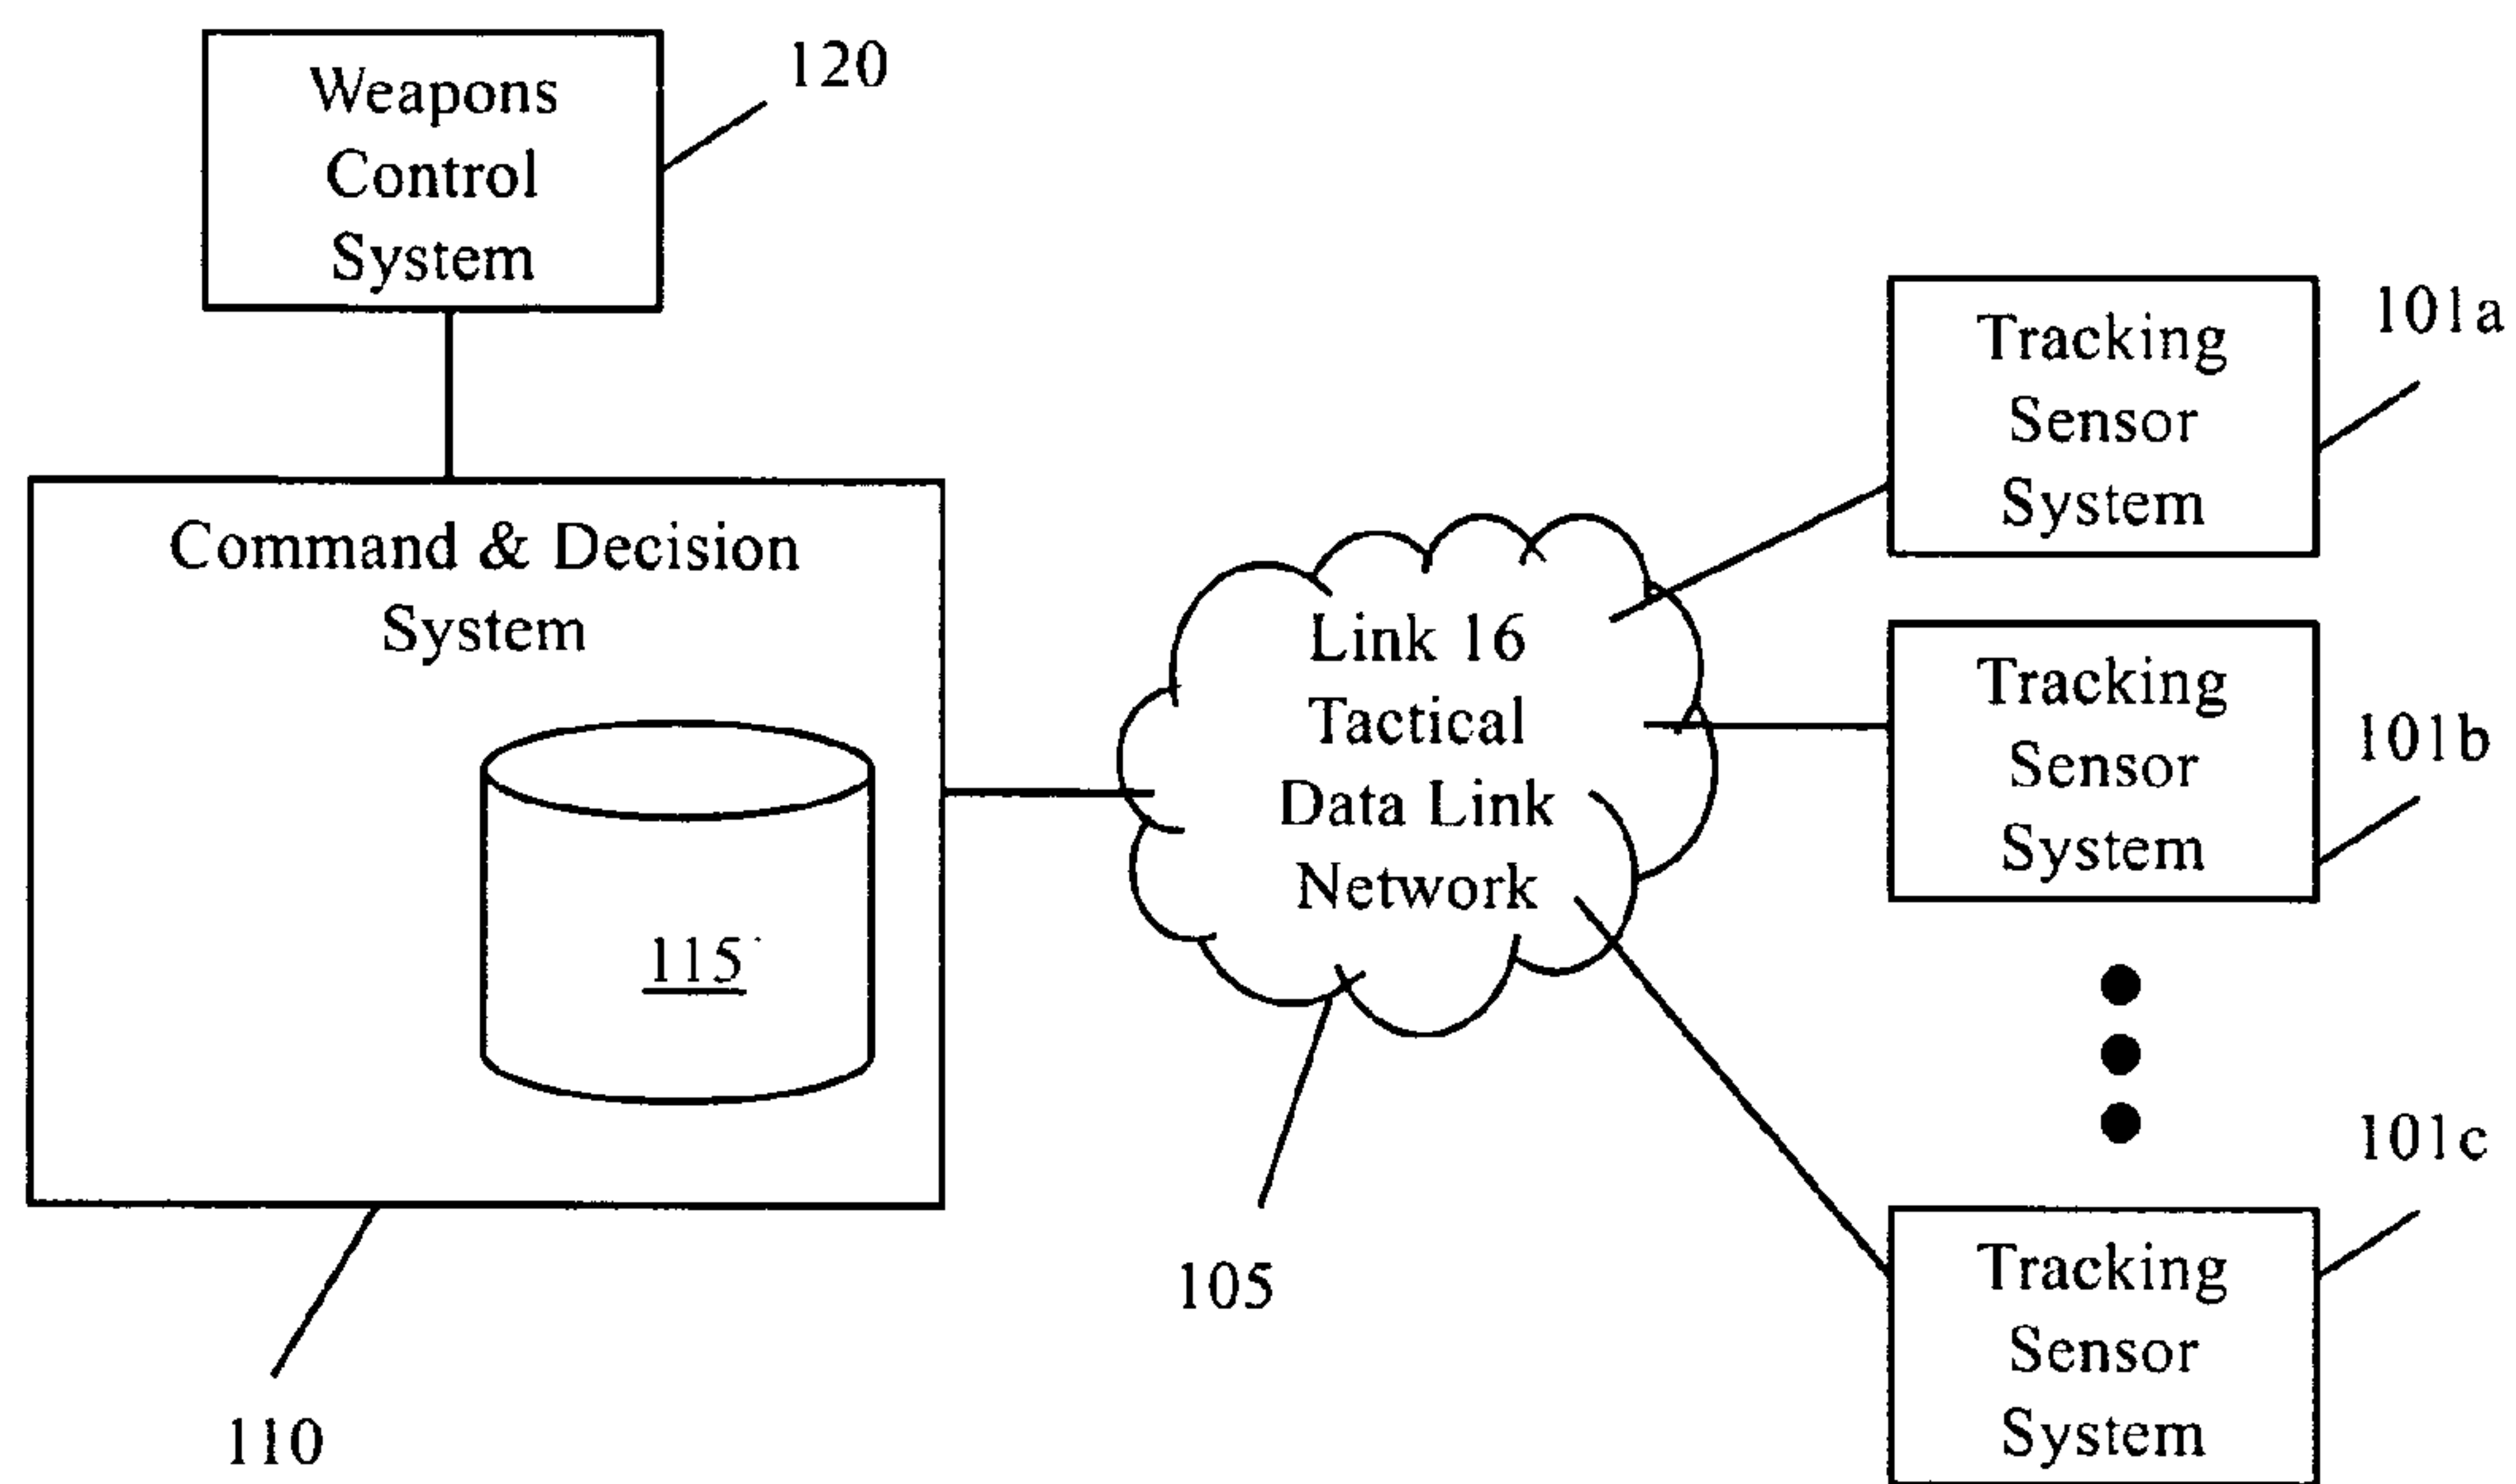 Weapons
Control
System
120
Command & Decision
System
115
110
Link 16
Tactical
Data Link
Network
105
Tracking
Sensor
System
101a
Tracking
Sensor
System
101b
101c
Tracking
Sensor
System